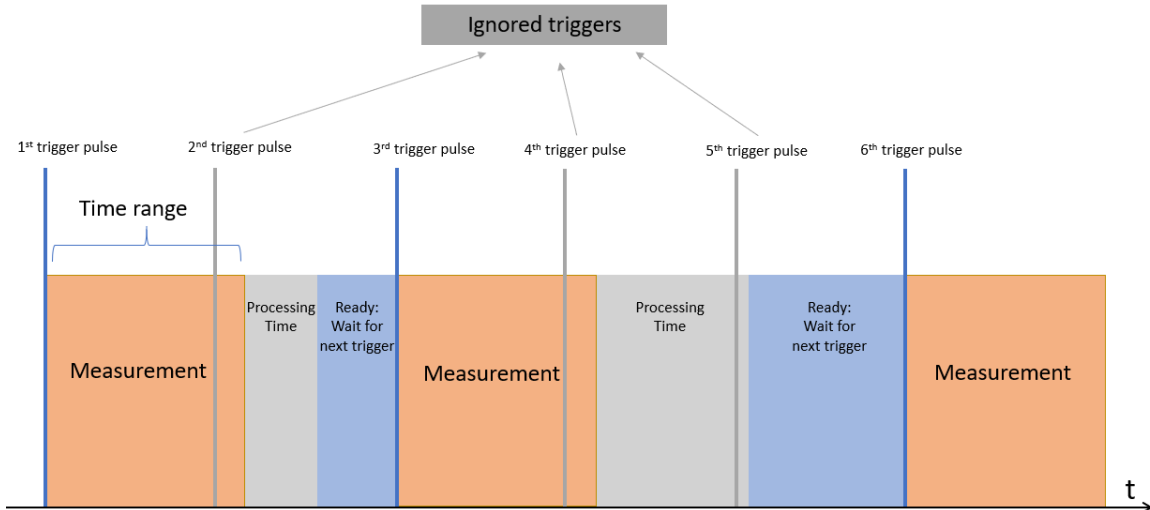 Ignored triggers
1st trigger pulse
2nd trigger pulse
3rd trigger pulse
4th trigger pulse
5th trigger pulse
6th trigger pulse
Time range
Measurement
Processing
Time
Ready:
Wait for
next trigger
Measurement
Processing
Time
Ready:
Wait for
next trigger
Measurement
t